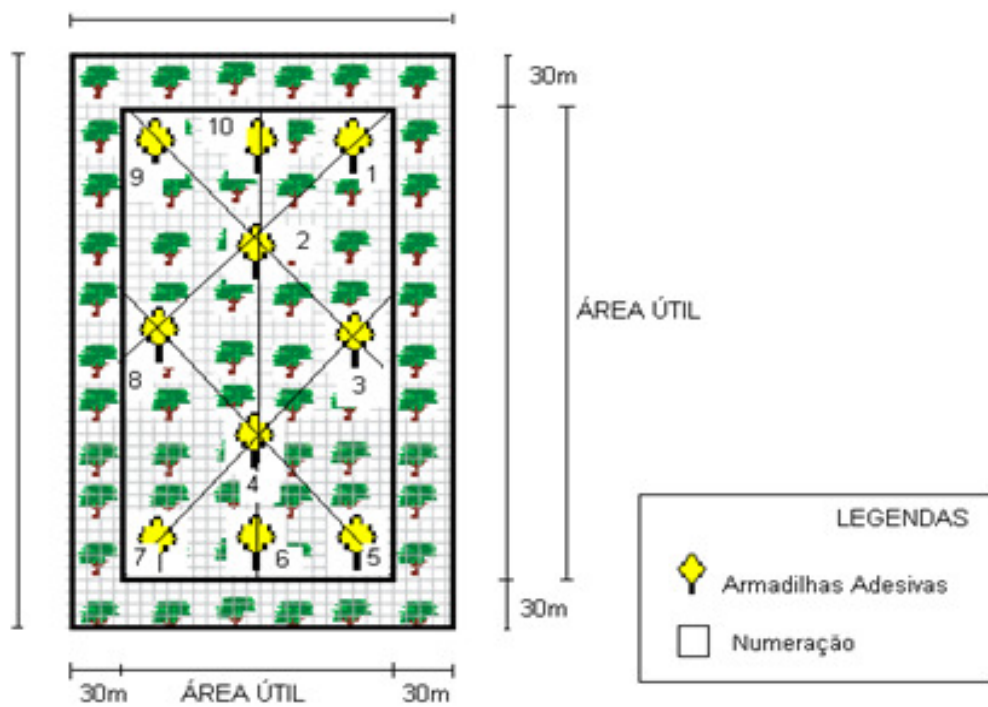 30m
10
9
1
2
ÁREA ÚTIL
8
3
4
LEGENDAS
7
6
5
Armadilhas Adesivas
30m
Numeração
30m
ÁREA ÚTIL
30m